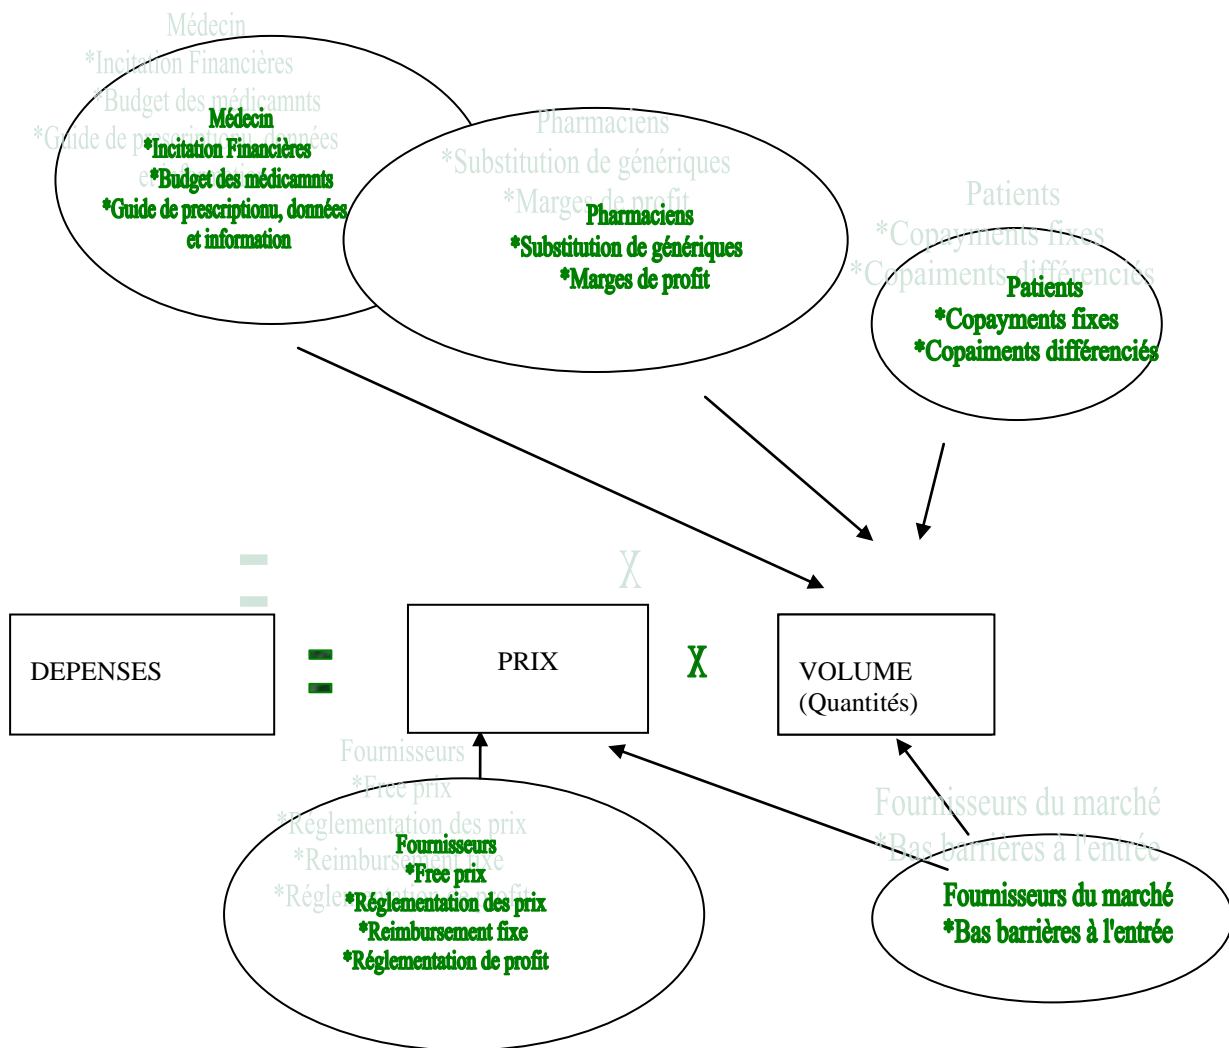 Médecin
*Incitation Financières
*Budget des médicamnts
*Guide de prescriptionu, données
et information
Pharmaciens
*Substitution de génériques
*Marges de profit
Patients
*Copayments fixes
*Copaiments différenciés
DEPENSES
=
PRIX
X
VOLUME
(Quantités)
Fournisseurs
*Free prix
*Réglementation des prix
*Reimbursement fixe
*Réglementation de profit
Fournisseurs du marché
*Bas barrières à l'entrée